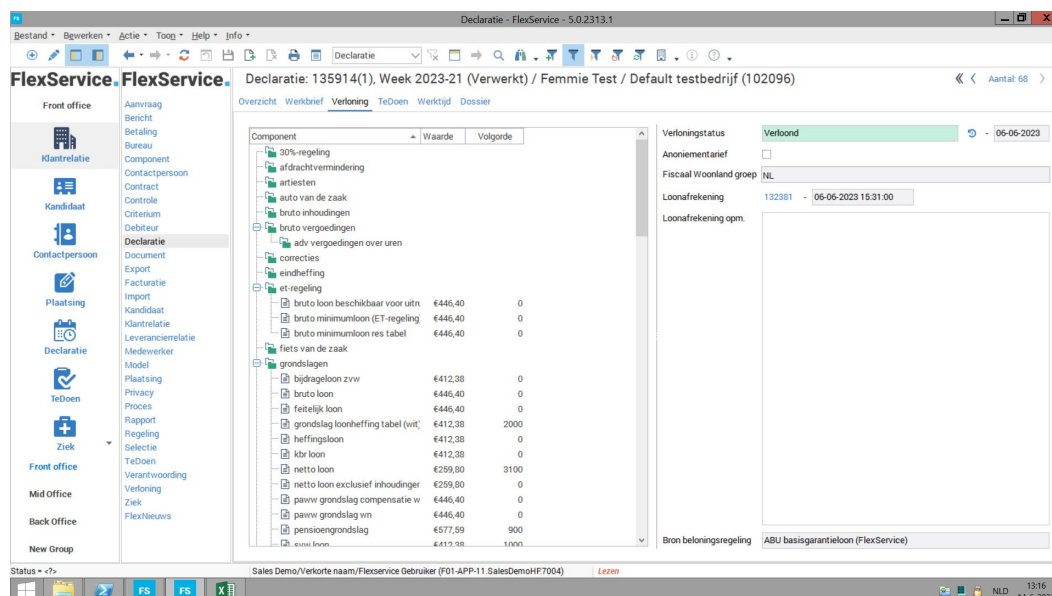 FS
Declaratie - FlexService - 5.0.2313.1
Bestand Bewerken Actie Toon Help Info
Declaratie
FlexService. FlexService. Declaratie: 135914(1), Week 2023-21 (Verwerkt) / Femmie Test / Default testbedrijf (102096) Aantal: 68
Front office
Klantrelatie
Kandidaat
Contactpersoon
Plaatsing
Declaratie
TeDoen
Ziek
Front office
Mid Office
Back Office
New Group
Aanvraag
Bericht
Betaling
Bureau
Component
Contactpersoon
Contract
Controle
Criterium
Debiteur
Declaratie
Document
Export
Facturatie
Import
Kandidaat
Klantrelatie
Leverancierrelatie
Medewerker
Model
Plaatsing
Privacy
Proces
Rapport
Regeling
Selectie
TeDoen
Verantwoording
Verloning
Ziek
FlexNieuws
Overzicht Werkbrief Verloning TeDoen Werktijd Dossier
Component Waarde Volgorde
30%-regeling
afdrachtvermindering
artiesten
auto van de zaak
bruto inhoudingen
bruto vergoedingen
adv vergoedingen over uren
correcties
eindheffing
et-regeling
bruto loon beschikbaar voor uitn €446,40 0
bruto minimumloon (ET-regeling) €446,40 0
bruto minimumloon res tabel €446,40 0
fiets van de zaak
grondslagen
bijdrageloon zvw €412,38 0
bruto loon €446,40 0
feitelijk loon €446,40 0
grondslag loonheffing tabel (wit) €412,38 2000
heffingsloon €412,38 0
kbr loon €412,38 0
netto loon €259,80 3100
netto loon exclusief inhoudingen €259,80 0
paww grondslag compensatie w €446,40 0
paww grondslag wn €446,40 0
pensioengrondslag €577,59 900
svw loon €412,38 1000
Verloningstatus Verloond - 06-06-2023
Anoniementarief
Fiscaal Woonland groep NL
Loonafrekening 132381 - 06-06-2023 15:31:00
Loonafrekening opm.
Bron beloningsregeling ABU basisgarantieloon (FlexService)
Status = <?> Sales Demo/Verkorte naam/Flexservice Gebruiker (F01-APP-11.SalesDemoHF.7004) Lezen
FS FS NLD 13:16